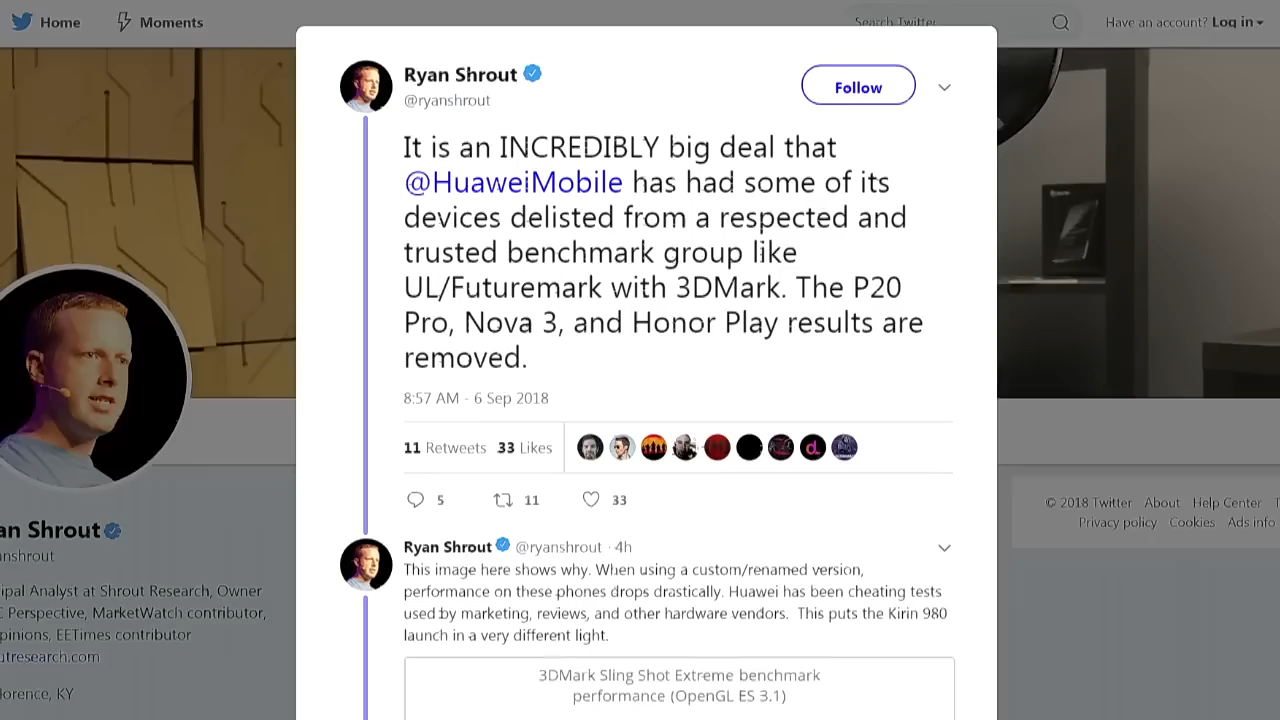 Home
Moments
Search Twitter
Have an account? Log in
Ryan Shrout
@ryanshrout
Follow
It is an INCREDIBLY big deal that
@HuaweiMobile has had some of its
devices delisted from a respected and
trusted benchmark group like
UL/Futuremark with 3DMark. The P20
Pro, Nova 3, and Honor Play results are
removed.
8:57 AM - 6 Sep 2018
11 Retweets 33 Likes
5 11 33
Ryan Shrout @ryanshrout · 4h
This image here shows why. When using a custom/renamed version,
performance on these phones drops drastically. Huawei has been cheating tests
used by marketing, reviews, and other hardware vendors. This puts the Kirin 980
launch in a very different light.
3DMark Sling Shot Extreme benchmark
performance (OpenGL ES 3.1)
an Shrout
anshrout
ipal Analyst at Shrout Research, Owner
C Perspective, MarketWatch contributor,
pinions, EETimes contributor
utresearch.com
lorence, KY
© 2018 Twitter About Help Center T
Privacy policy Cookies Ads info